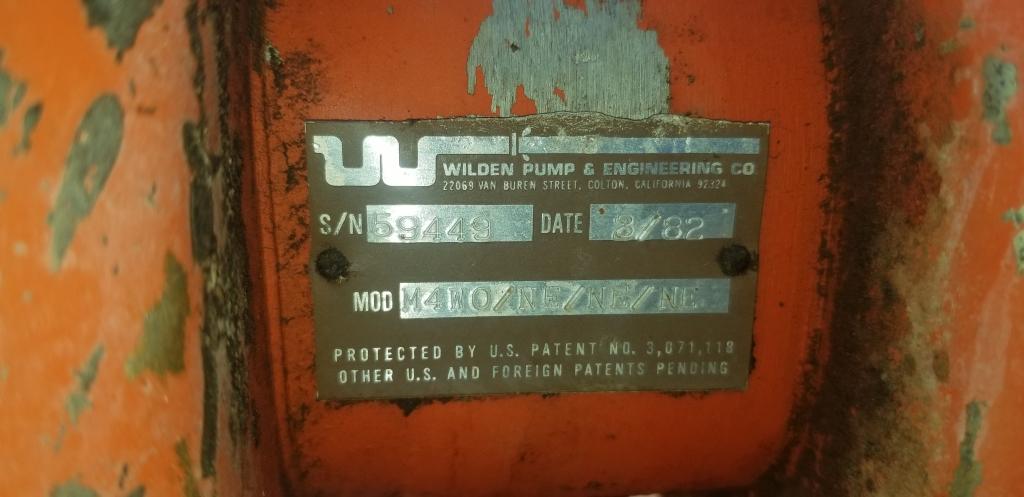 WILDEN PUMP & ENGINEERING CO
22069 VAN BUREN STREET, COLTON, CALIFORNIA 92324
S/N 59449 DATE 3/82
MOD M4WO/NE/NE/NE
PROTECTED BY U.S. PATENT NO. 3,071,118
OTHER U.S. AND FOREIGN PATENTS PENDING